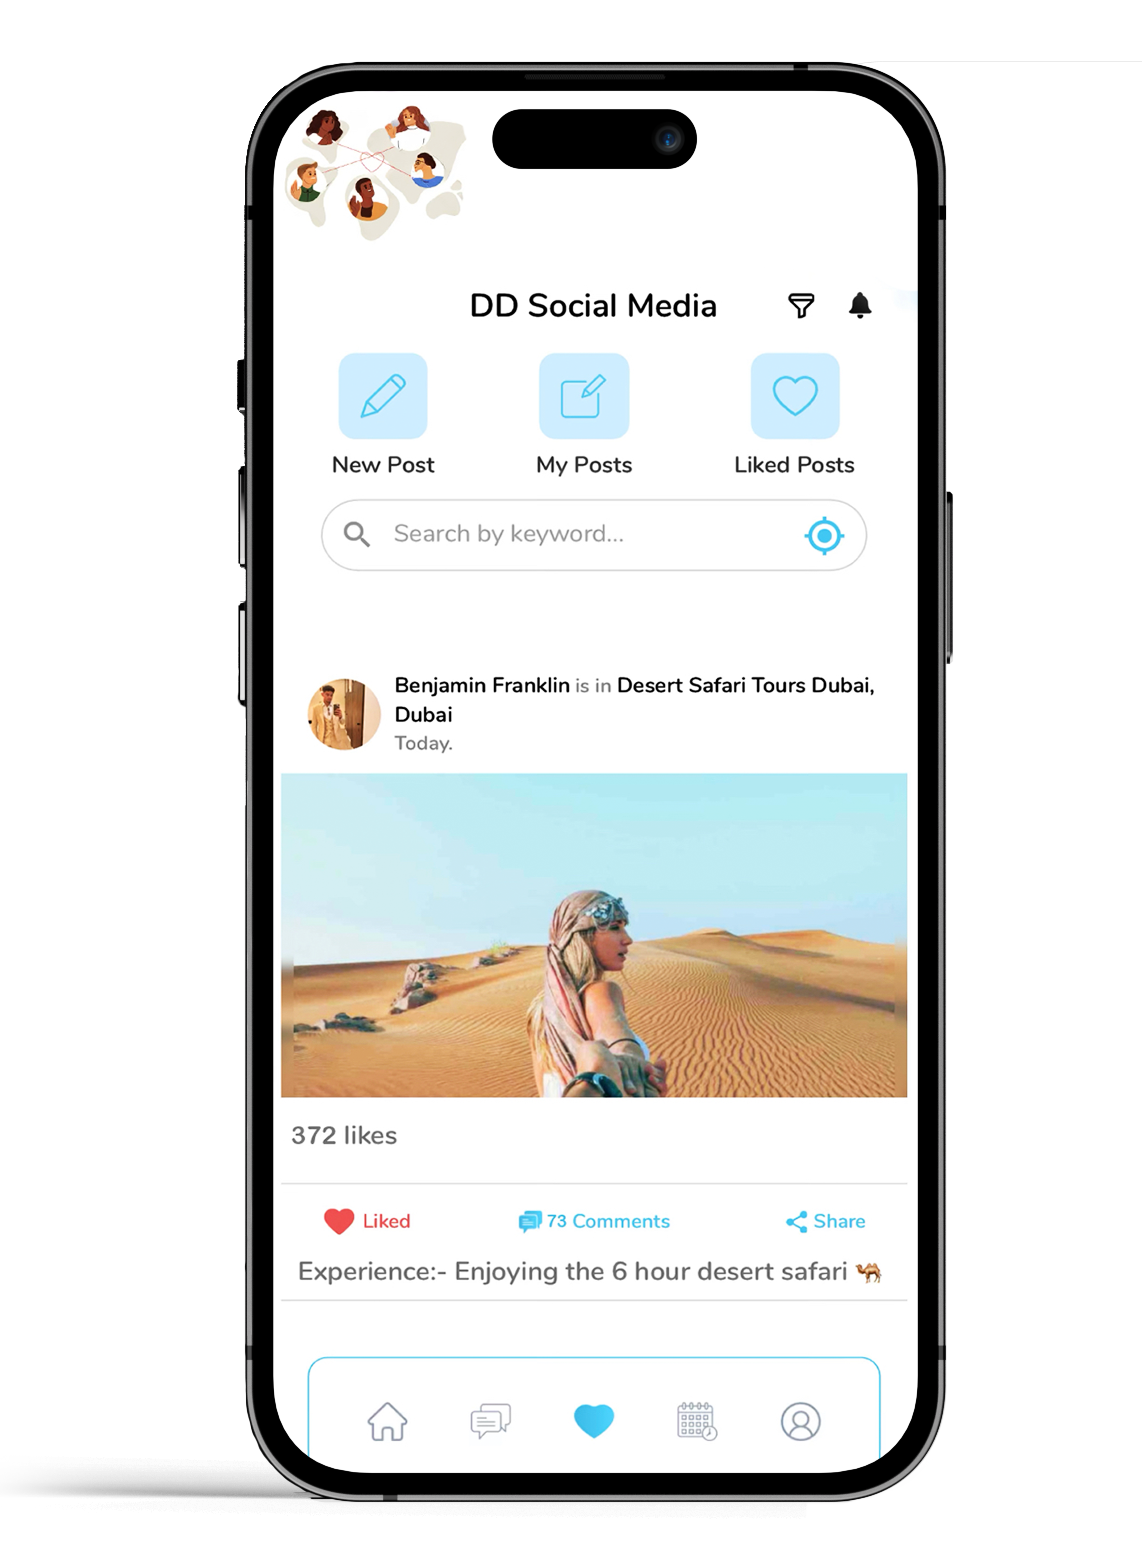 DD Social Media
New Post
My Posts
Liked Posts
Search by keyword...
Benjamin Franklin is in Desert Safari Tours Dubai,
Dubai
Today.
372 likes
Liked
73 Comments
Share
Experience:- Enjoying the 6 hour desert safari 🐫